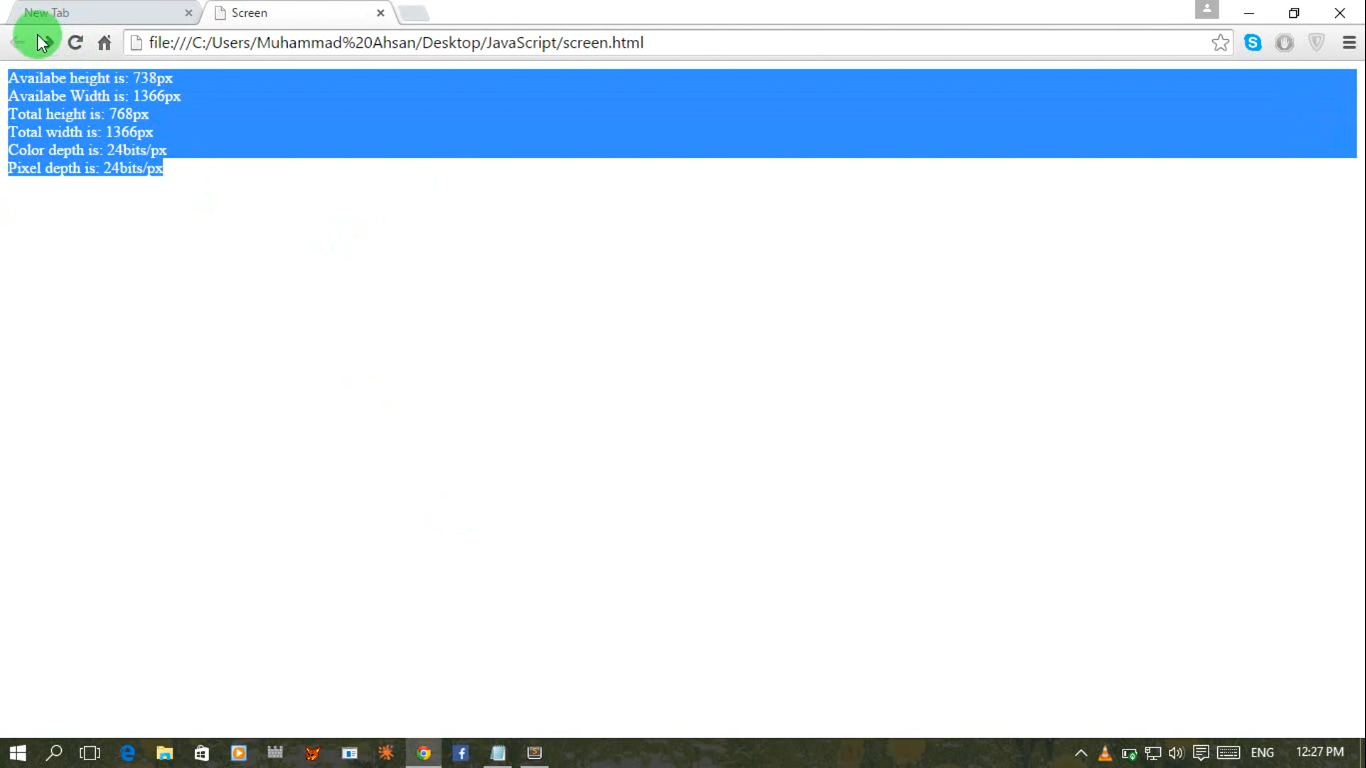 New Tab
Screen
file:///C:/Users/Muhammad%20Ahsan/Desktop/JavaScript/screen.html
Availabe height is: 738px
Availabe Width is: 1366px
Total height is: 768px
Total width is: 1366px
Color depth is: 24bits/px
Pixel depth is: 24bits/px
ENG
12:27 PM